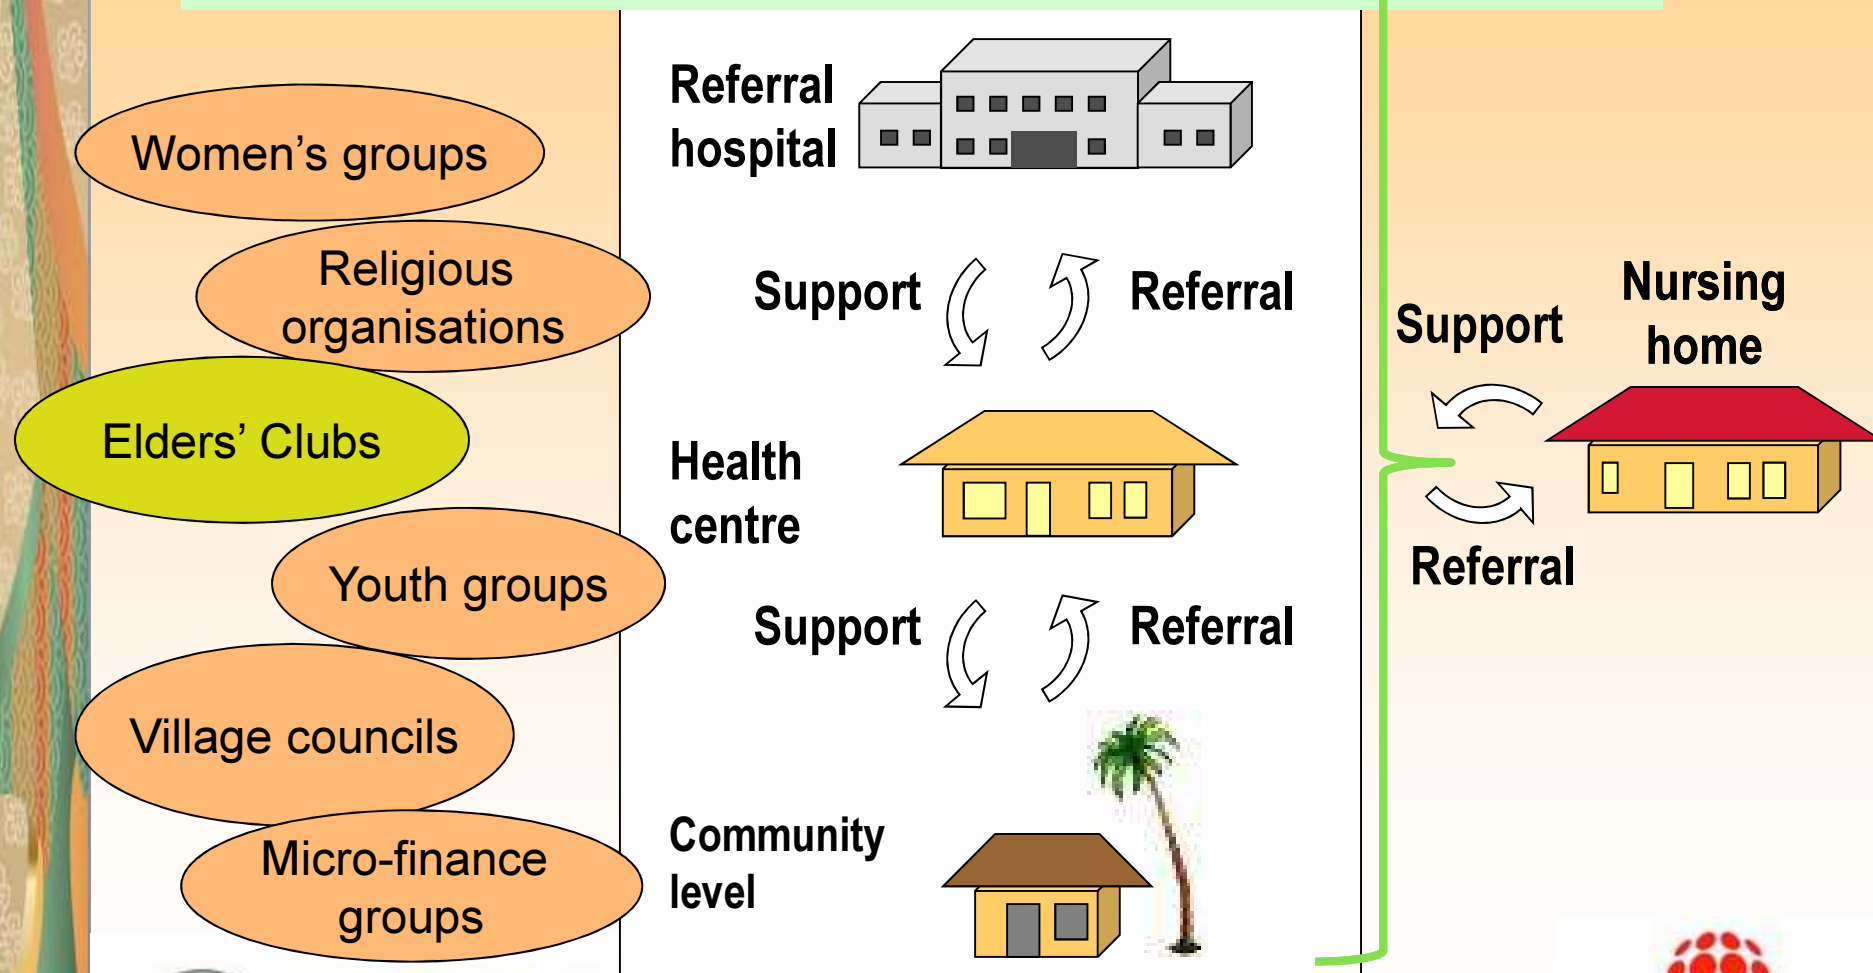 Women’s groups
Religious
organisations
Elders’ Clubs
Youth groups
Village councils
Micro-finance
groups
Referral
hospital
Support
Referral
Health
centre
Support
Referral
Community
level
Nursing
home
Support
Referral